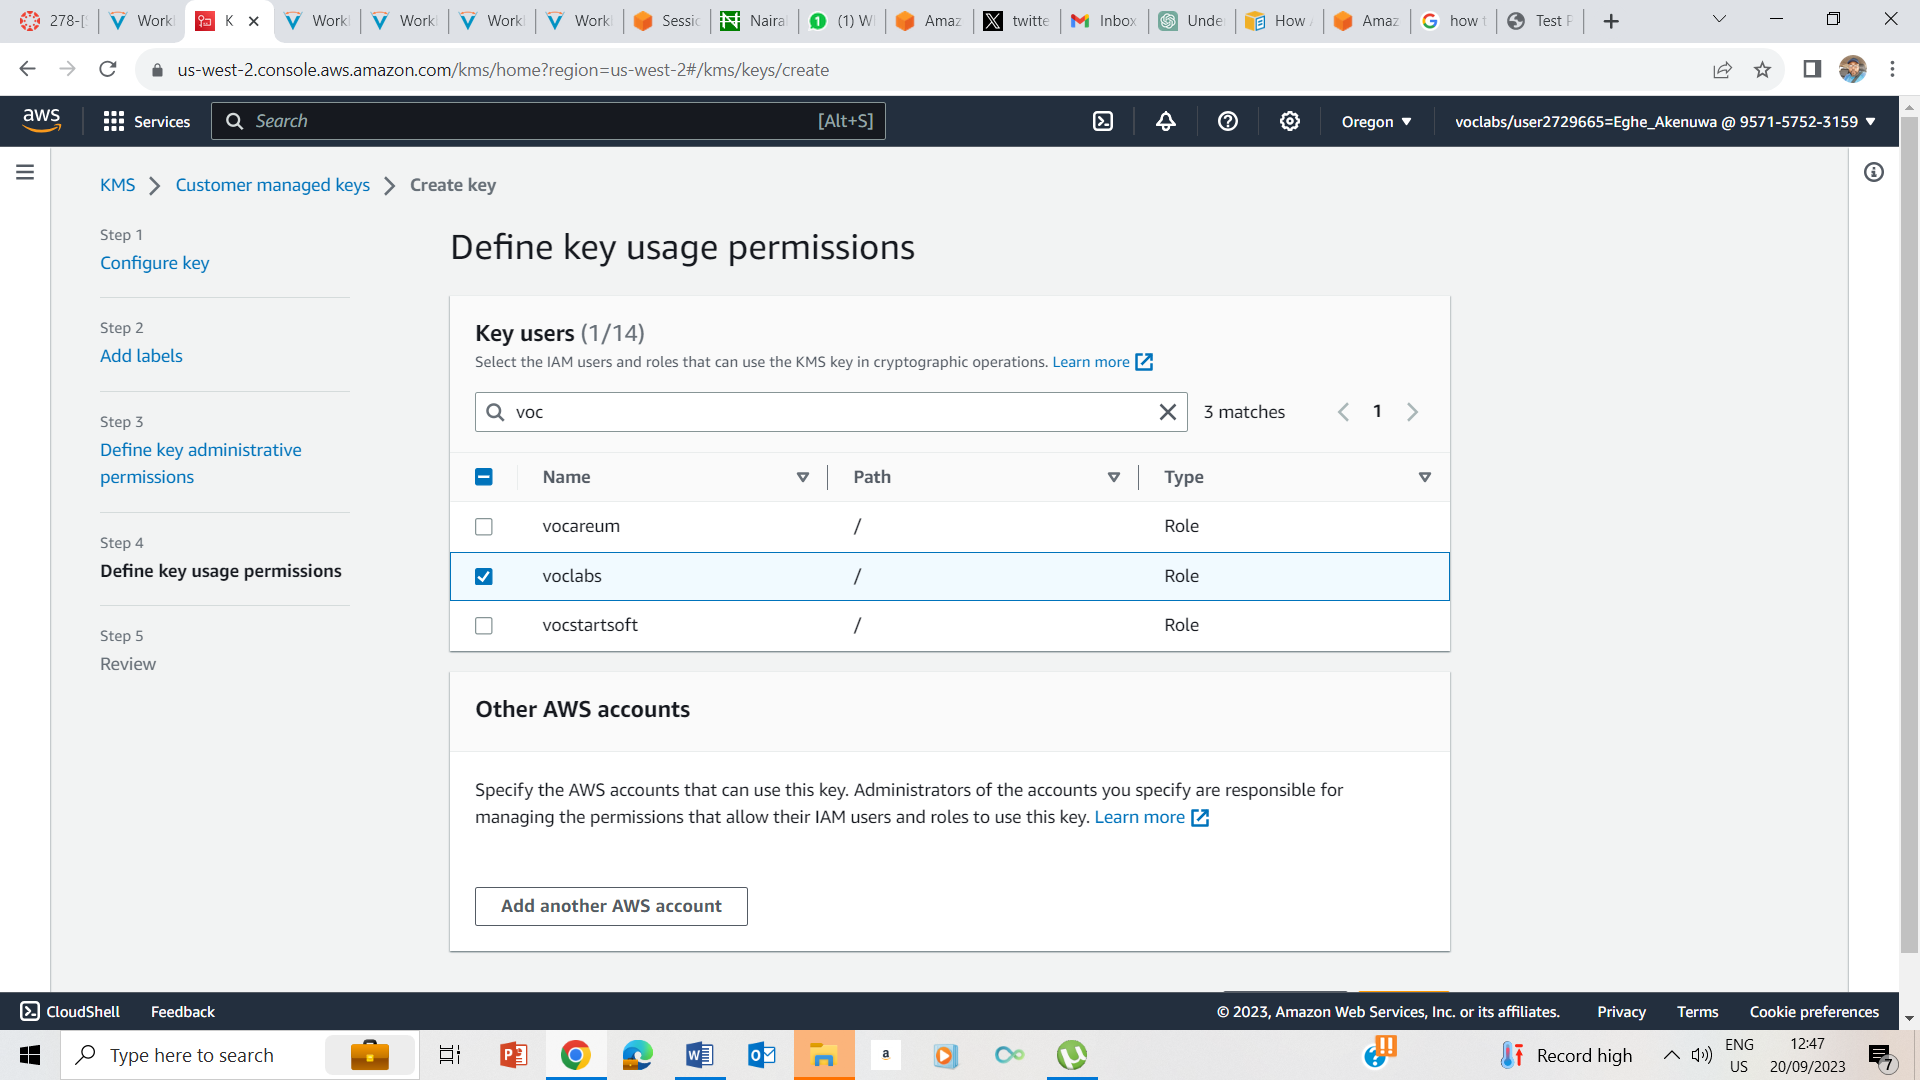 278-[S
Workl
K
Workl
Workl
Workl
Workl
Sessio
Naira
(1) W
Amaz
twitte
Inbox
Unde
How
Amaz
how t
Test P
us-west-2.console.aws.amazon.com/kms/home?region=us-west-2#/kms/keys/create
aws
Services
Search
[Alt+S]
Oregon
voclabs/user2729665=Eghe_Akenuwa @ 9571-5752-3159
KMS
Customer managed keys
Create key
Step 1
Configure key
Step 2
Add labels
Step 3
Define key administrative
permissions
Step 4
Define key usage permissions
Step 5
Review
Define key usage permissions
Key users (1/14)
Select the IAM users and roles that can use the KMS key in cryptographic operations. Learn more
voc
3 matches
1
Name
Path
Type
vocareum
/
Role
voclabs
/
Role
vocstartsoft
/
Role
Other AWS accounts
Specify the AWS accounts that can use this key. Administrators of the accounts you specify are responsible for
managing the permissions that allow their IAM users and roles to use this key. Learn more
Add another AWS account
CloudShell
Feedback
© 2023, Amazon Web Services, Inc. or its affiliates.
Privacy
Terms
Cookie preferences
Type here to search
a
Record high
ENG
US
12:47
20/09/2023
7